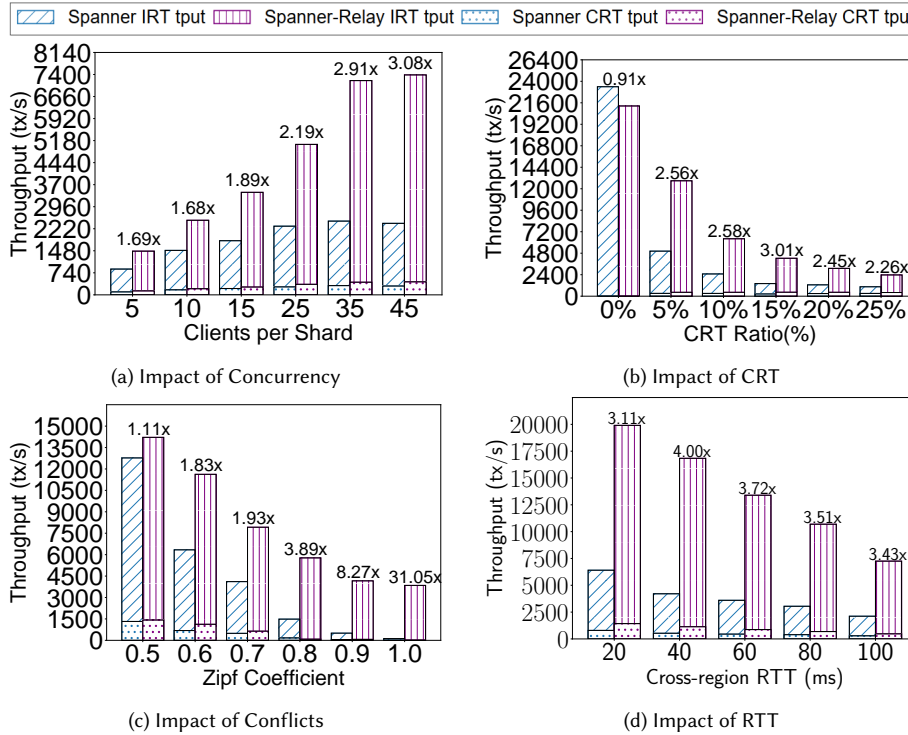 Spanner IRT tput Spanner-Relay IRT tput Spanner CRT tput Spanner-Relay CRT tput
Throughput (tx/s)
8140
7400
6660
5920
5180
4440
3700
2960
2220
1480
740
0
1.69x 1.68x 1.89x 2.19x 2.91x 3.08x
5 10 15 25 35 45
Clients per Shard
(a) Impact of Concurrency
Throughput (tx/s)
26400
24000
21600
19200
16800
14400
12000
9600
7200
4800
2400
0
0.91x 2.56x 2.58x 3.01x 2.45x 2.26x
0% 5% 10% 15% 20% 25%
CRT Ratio(%)
(b) Impact of CRT
Throughput (tx/s)
15000
13500
12000
10500
9000
7500
6000
4500
3000
1500
0
1.11x 1.83x 1.93x 3.89x 8.27x 31.05x
0.5 0.6 0.7 0.8 0.9 1.0
Zipf Coefficient
(c) Impact of Conflicts
Throughput (tx/s)
20000
17500
15000
12500
10000
7500
5000
2500
0
3.11x 4.00x 3.72x 3.51x 3.43x
20 40 60 80 100
Cross-region RTT (ms)
(d) Impact of RTT